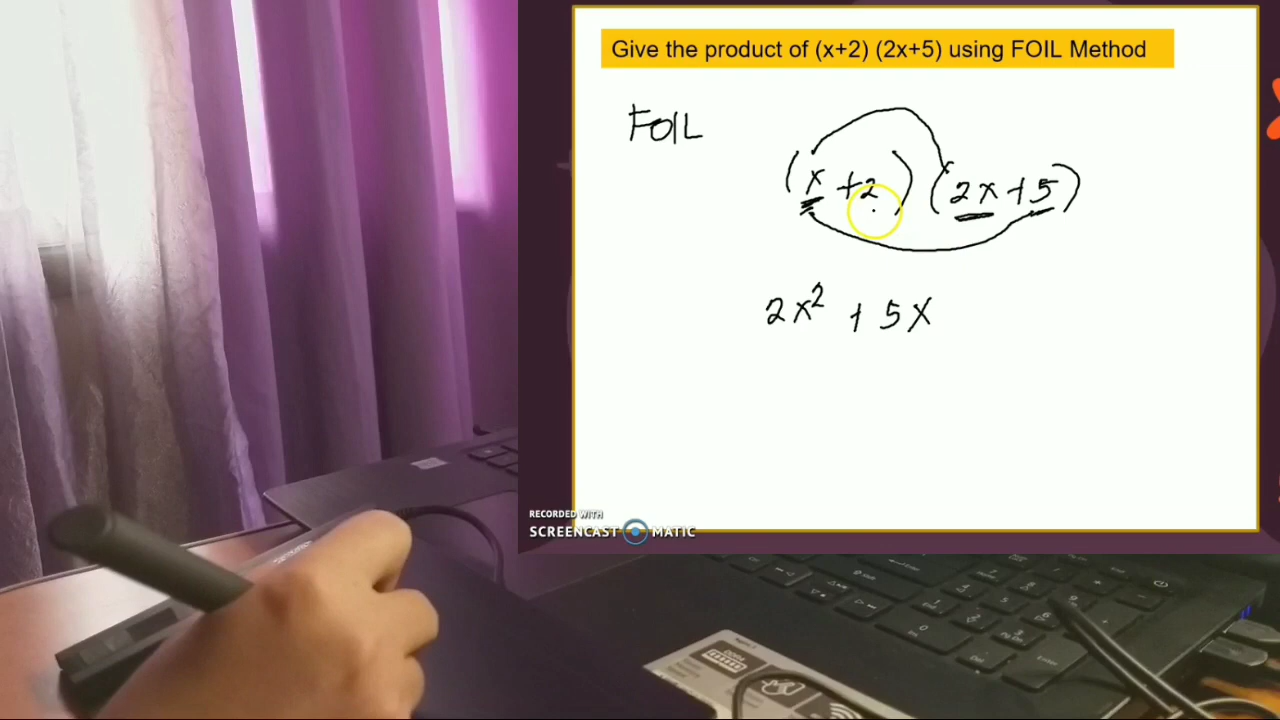 Give the product of (x+2) (2x+5) using FOIL Method
FOIL
(x+2) (2x+5)
2x² + 5x
RECORDED WITH
SCREENCAST MATIC
DDR4